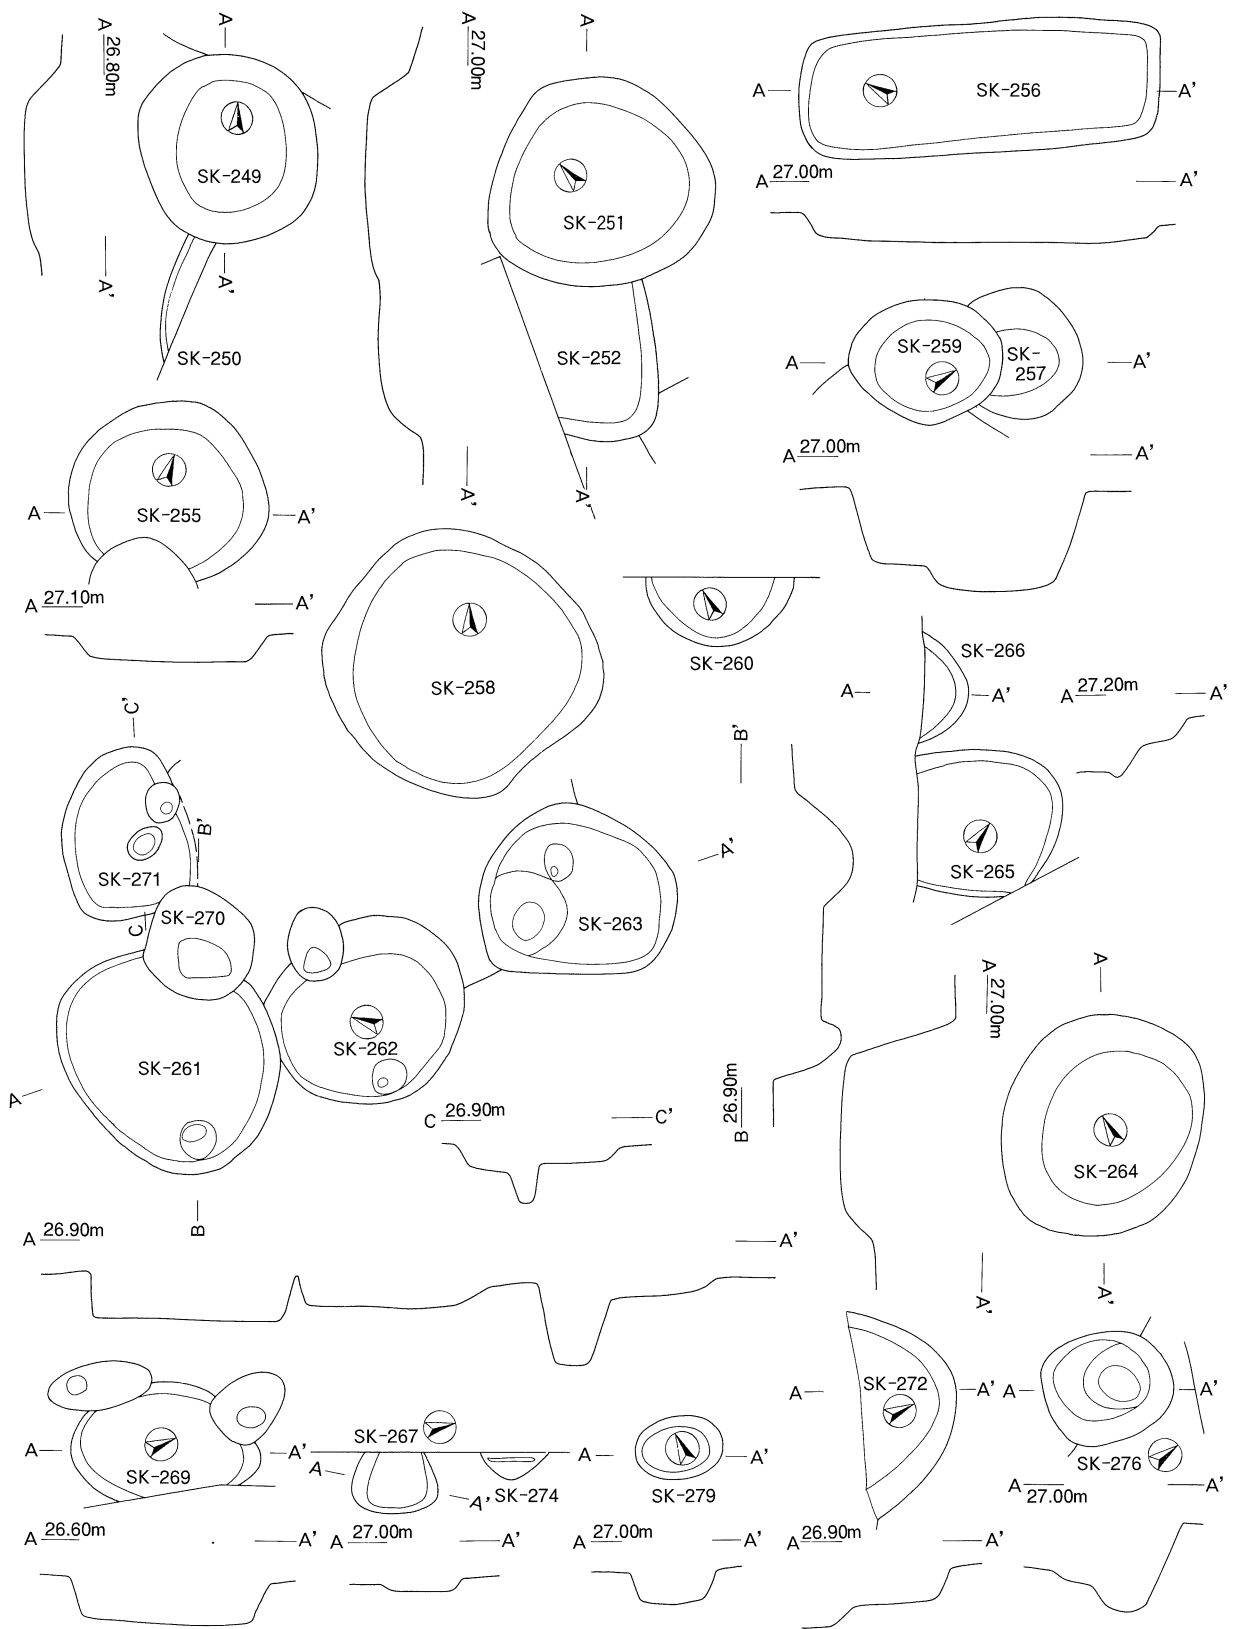 A 26.80m
A
SK-249
A'
A'
SK-250
A 27.00m
A
SK-251
SK-252
A'
A'
A
SK-256
A'
A 27.00m
A'
A
SK-259
SK-
257
A'
A 27.00m
A'
A
SK-255
A'
A 27.10m
A'
SK-258
SK-260
SK-266
A
A'
A 27.20m
A'
SK-265
C'
B'
SK-271
C
SK-270
SK-261
A
B
SK-262
SK-263
A'
B'
B 26.90m
C 26.90m
C'
A 26.90m
A'
A 27.00m
A
SK-264
A'
A'
A
SK-269
A'
A 26.60m
A'
SK-267
A
A'
SK-274
A 27.00m
A'
A
A'
SK-279
A 27.00m
A'
A
SK-272
A'
A 26.90m
A'
A
A'
SK-276
A
27.00m
A'